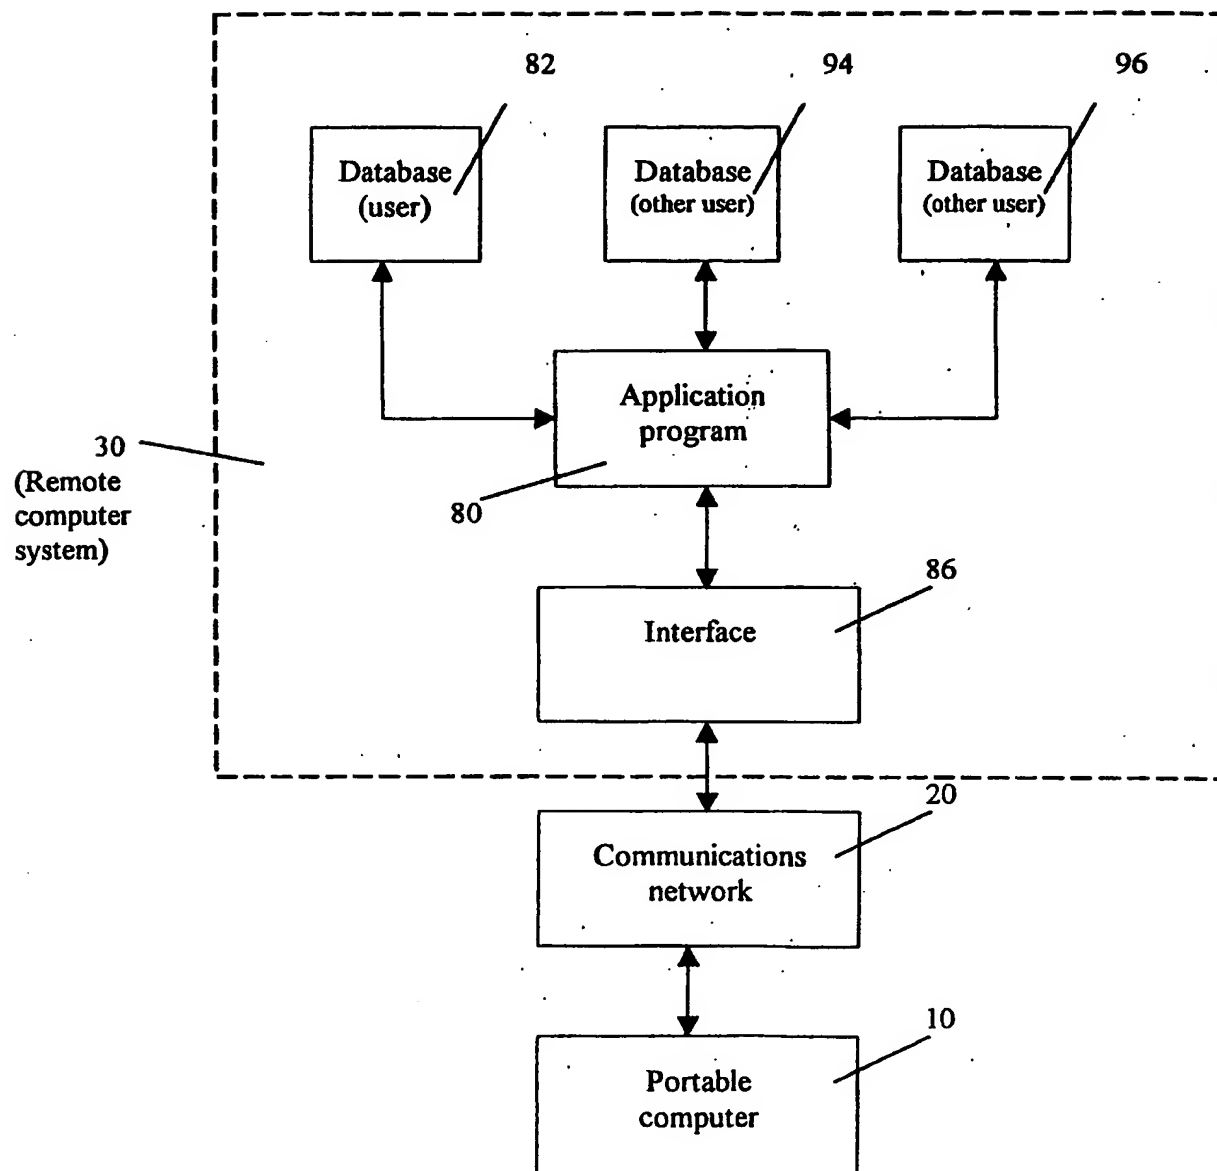 82
94
96
Database
(user)
Database
(other user)
Database
(other user)
Application
program
30
(Remote
computer
system)
80
86
Interface
20
Communications
network
10
Portable
computer